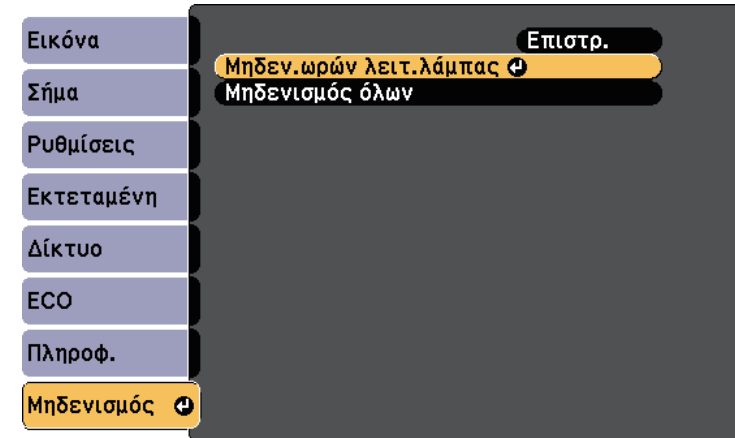 Εικόνα
Σήμα
Ρυθμίσεις
Εκτεταμένη
Δίκτυο
ECO
Πληροφ.
Μηδενισμός
Επιστρ.
Μηδεν.ωρών λειτ.λάμπας
Μηδενισμός όλων